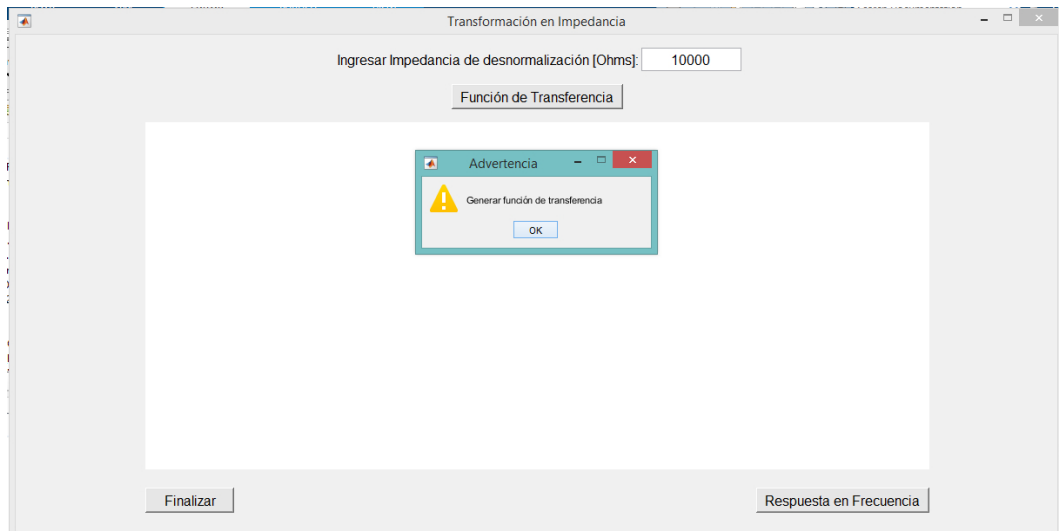 Transformación en Impedancia
Ingresar Impedancia de desnormalización [Ohms]: 10000
Función de Transferencia
Advertencia
Generar función de transferencia
OK
Finalizar
Respuesta en Frecuencia